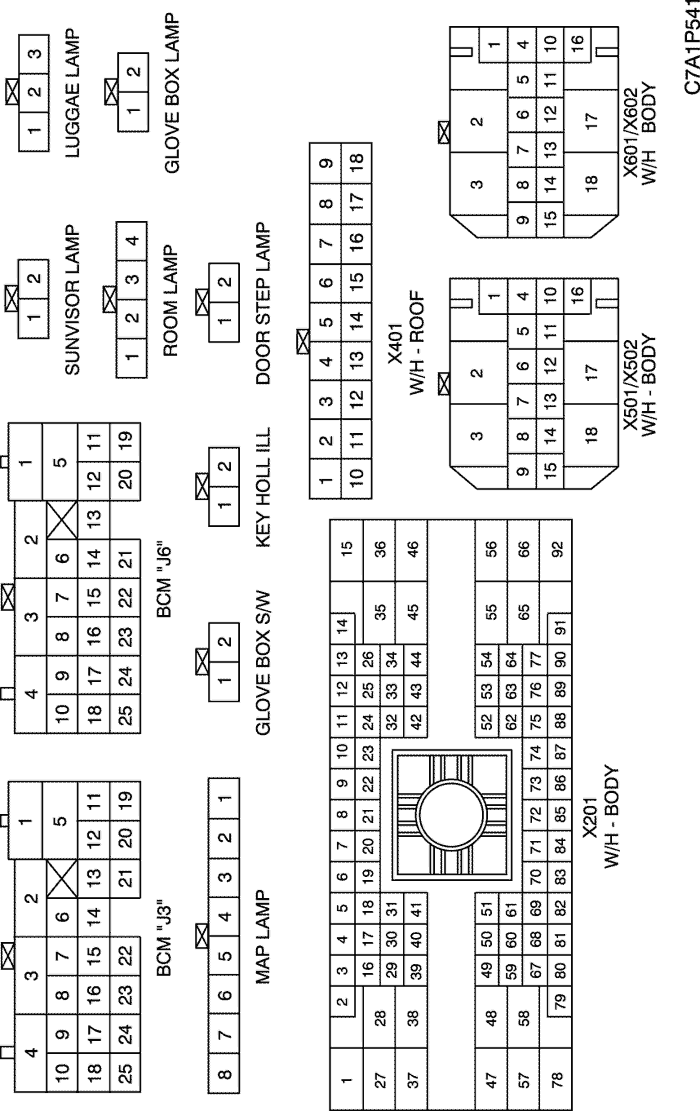 4 3 2 1
10 9 8 7 6 5
18 17 16 15 14 13 12 11
25 24 23 22 21 20 19
BCM "J3"
4 3 2 1
10 9 8 7 6 5
18 17 16 15 14 13 12 11
25 24 23 22 21 20 19
BCM "J6"
1 2
SUNVISOR LAMP
1 2 3
LUGGAE LAMP
1 2 3 4
ROOM LAMP
1 2
GLOVE BOX LAMP
8 7 6 5 4 3 2 1
MAP LAMP
1 2
GLOVE BOX S/W
1 2
KEY HOLL ILL
1 2
DOOR STEP LAMP
1 2 3 4 5 6 7 8 9
10 11 12 13 14 15 16 17 18
X401
W/H - ROOF
1 2 3 4 5 6 7 8 9 10 11 12 13 14 15
16 17 18 19 20 21 22 23 24 25 26
27 28 29 30 31 32 33 34 35 36
37 38 39 40 41 42 43 44 45 46
47 48 49 50 51 52 53 54 55 56
57 58 59 60 61 62 63 64 65 66
67 68 69 70 71 72 73 74 75 76 77
78 79 80 81 82 83 84 85 86 87 88 89 90 91 92
X201
W/H - BODY
3 2 1
9 8 7 6 5 4
15 14 13 12 11 10
18 17 16
X501/X502
W/H - BODY
3 2 1
9 8 7 6 5 4
15 14 13 12 11 10
18 17 16
X601/X602
W/H BODY
C7A1P541